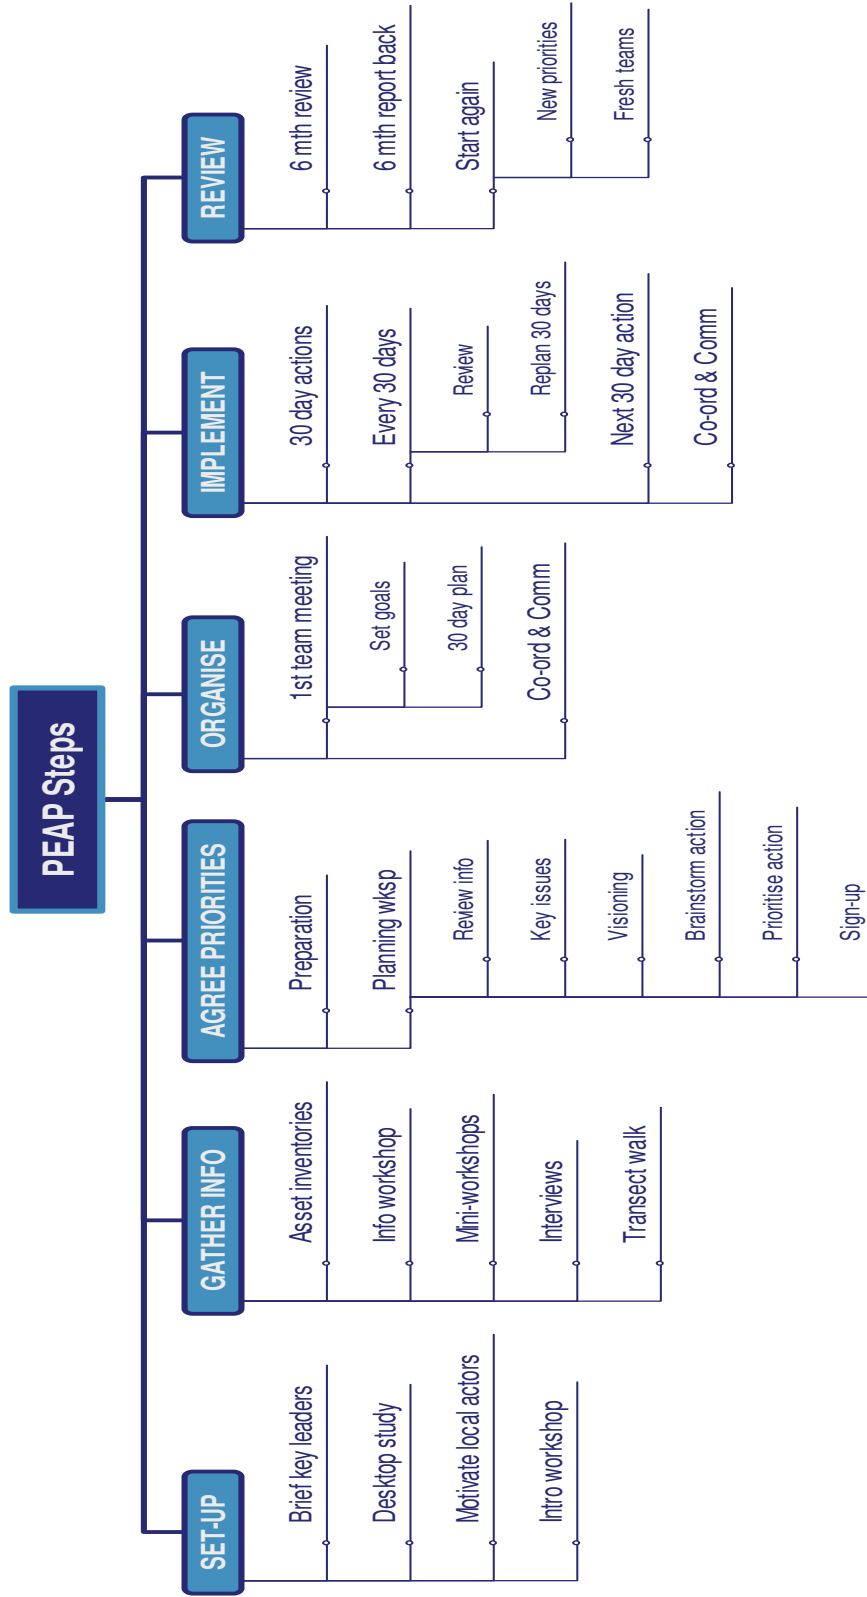 PEAP Steps
SET-UP
Brief key leaders
Desktop study
Motivate local actors
Intro workshop
GATHER INFO
Asset inventories
Info workshop
Mini-workshops
Interviews
Transect walk
AGREE PRIORITIES
Preparation
Planning wksp
Review info
Key issues
Visioning
Brainstorm action
Prioritise action
Sign-up
ORGANISE
1st team meeting
Set goals
30 day plan
Co-ord & Comm
IMPLEMENT
30 day actions
Every 30 days
Review
Replan 30 days
Next 30 day action
Co-ord & Comm
REVIEW
6 mth review
6 mth report back
Start again
New priorities
Fresh teams